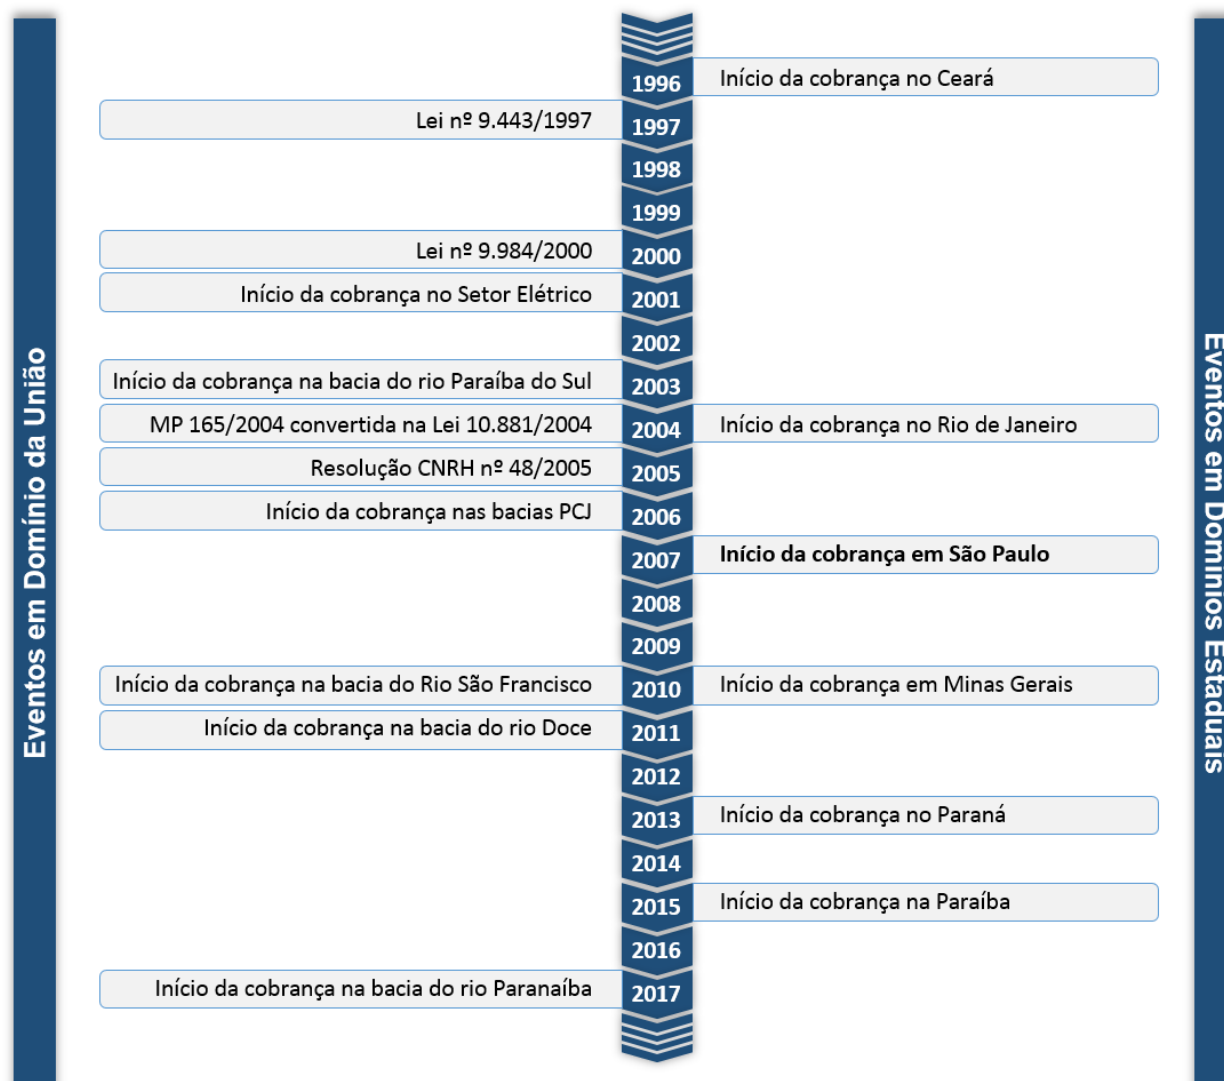 Eventos em Domínio da União
1996
Início da cobrança no Ceará
Lei nº 9.443/1997
1997
1998
1999
Lei nº 9.984/2000
2000
Início da cobrança no Setor Elétrico
2001
2002
Início da cobrança na bacia do rio Paraíba do Sul
2003
MP 165/2004 convertida na Lei 10.881/2004
2004
Início da cobrança no Rio de Janeiro
Resolução CNRH nº 48/2005
2005
Início da cobrança nas bacias PCJ
2006
2007
Início da cobrança em São Paulo
2008
2009
Início da cobrança na bacia do Rio São Francisco
2010
Início da cobrança em Minas Gerais
Início da cobrança na bacia do rio Doce
2011
2012
2013
Início da cobrança no Paraná
2014
2015
Início da cobrança na Paraíba
2016
Início da cobrança na bacia do rio Paranaíba
2017
Eventos em Domínios Estaduais